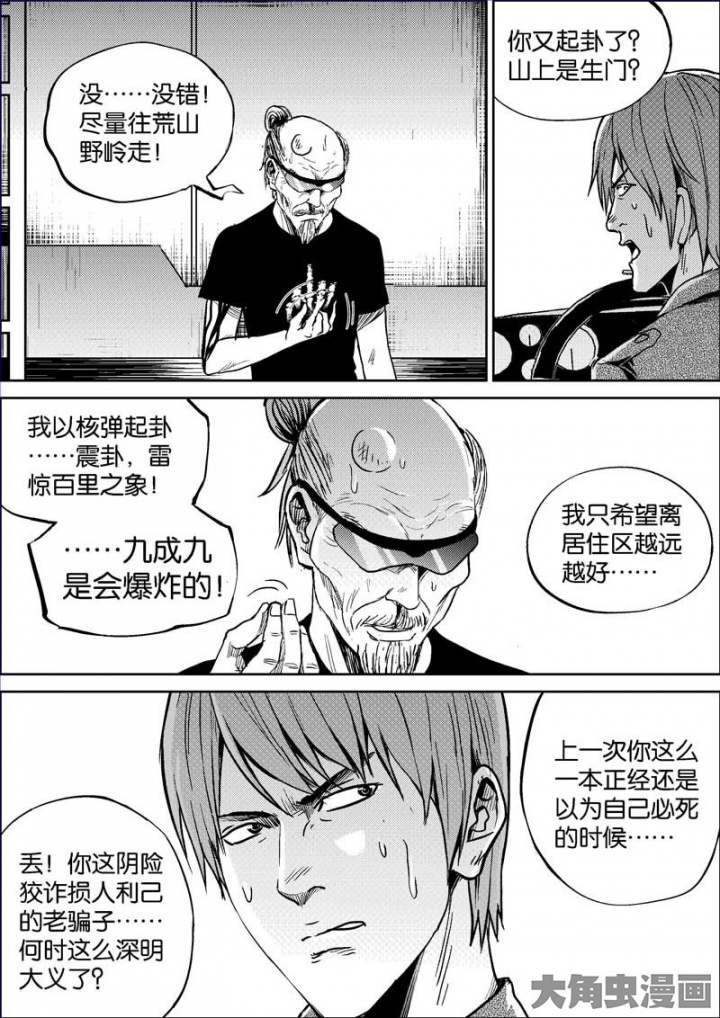 你又起卦了？
山上是生门？
没……没错！
尽量往荒山
野岭走！
我只希望离
居住区越远
越好……
我以核弹起卦
……震卦，雷
惊百里之象！
……九成九
是会爆炸的！
上一次你这么
一本正经还是
以为自己必死
的时候……
丢！你这阴险
狡诈损人利己
的老骗子……
何时这么深明
大义了？
大角虫漫画